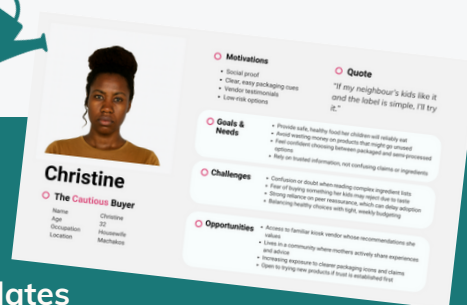 Christine
The Cautious Buyer
Name Christine
Age 32
Occupation Housewife
Location Machakos
Motivations
• Social proof
• Clear, easy packaging cues
• Vendor testimonials
• Low-risk options
Quote
"If my neighbour's kids like it
and the label is simple, I'll try
it."
Goals &
Needs
• Provide safe, healthy food her children will reliably eat
• Avoid wasting money on products that might go unused
• Feel confident choosing between packaged and semi-processed
options
• Rely on trusted information, not confusing claims or ingredients
Challenges
• Confusion or doubt when reading complex ingredient lists
• Fear of buying something her kids may reject due to taste
• Strong reliance on peer reassurance, which can delay adoption
• Balancing healthy choices with tight, weekly budgeting
Opportunities
• Access to familiar kiosk vendor whose recommendations she
values
• Lives in a community where mothers actively share experiences
and advice
• Increasing exposure to clearer packaging icons and claims
• Open to trying new products if trust is established first
lates